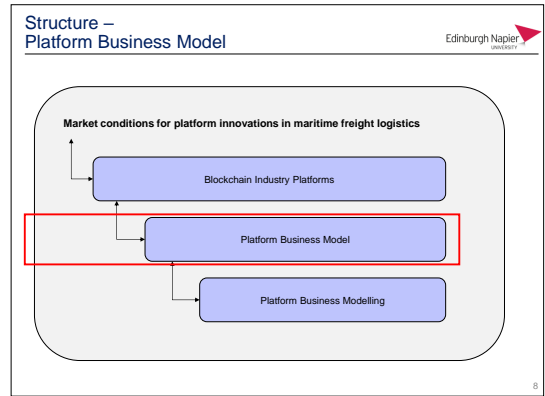 Structure –
Platform Business Model
Edinburgh Napier
UNIVERSITY
Market conditions for platform innovations in maritime freight logistics
Blockchain Industry Platforms
Platform Business Model
Platform Business Modelling
8